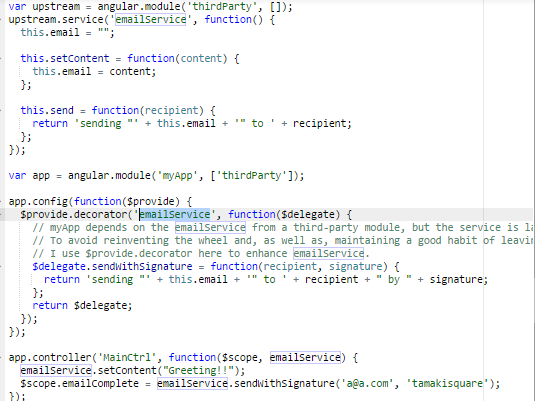 var upstream = angular.module('thirdParty', []);
upstream.service('emailService', function() {
this.email = "";
this.setContent = function(content) {
this.email = content;
};
this.send = function(recipient) {
return 'sending "' + this.email + '" to ' + recipient;
};
});
var app = angular.module('myApp', ['thirdParty']);
app.config(function($provide) {
$provide.decorator('emailService', function($delegate) {
// myApp depends on the emailService from a third-party module, but the service is la
// To avoid reinventing the wheel and, as well as, maintaining a good habit of leavi
// I use $provide.decorator here to enhance emailService.
$delegate.sendWithSignature = function(recipient, signature) {
return 'sending "' + this.email + '" to ' + recipient + " by " + signature;
};
return $delegate;
});
});
app.controller('MainCtrl', function($scope, emailService) {
emailService.setContent("Greeting!!");
$scope.emailComplete = emailService.sendWithSignature('a@a.com', 'tamakisquare');
});